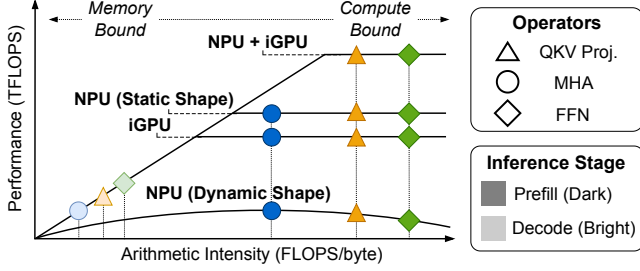 Memory
Bound
Compute
Bound
Operators
NPU + iGPU
QKV Proj.
MHA
FFN
NPU (Static Shape)
iGPU
NPU (Dynamic Shape)
Inference Stage
Prefill (Dark)
Decode (Bright)
Performance (TFLOPS)
Arithmetic Intensity (FLOPS/byte)